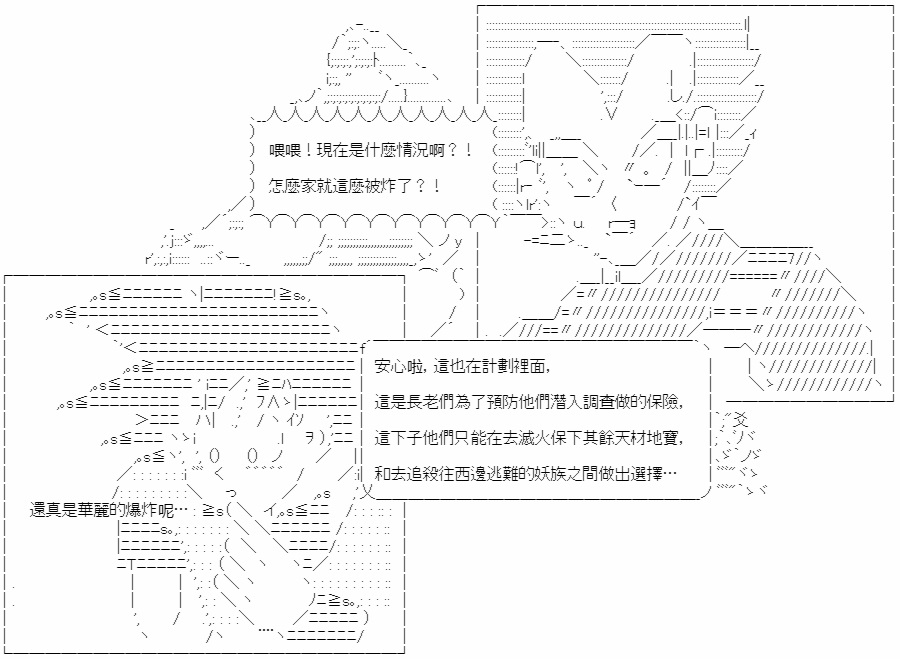 喂喂！現在是什麼情況啊？！
怎麼家就這麼被炸了？！
安心啦，這也在計劃裡面，
這是長老們為了預防他們潛入調查做的保險，
這下子他們只能在去滅火保下其餘天材地寶，
和去追殺往西邊逃難的妖族之間做出選擇…
還真是華麗的爆炸呢…